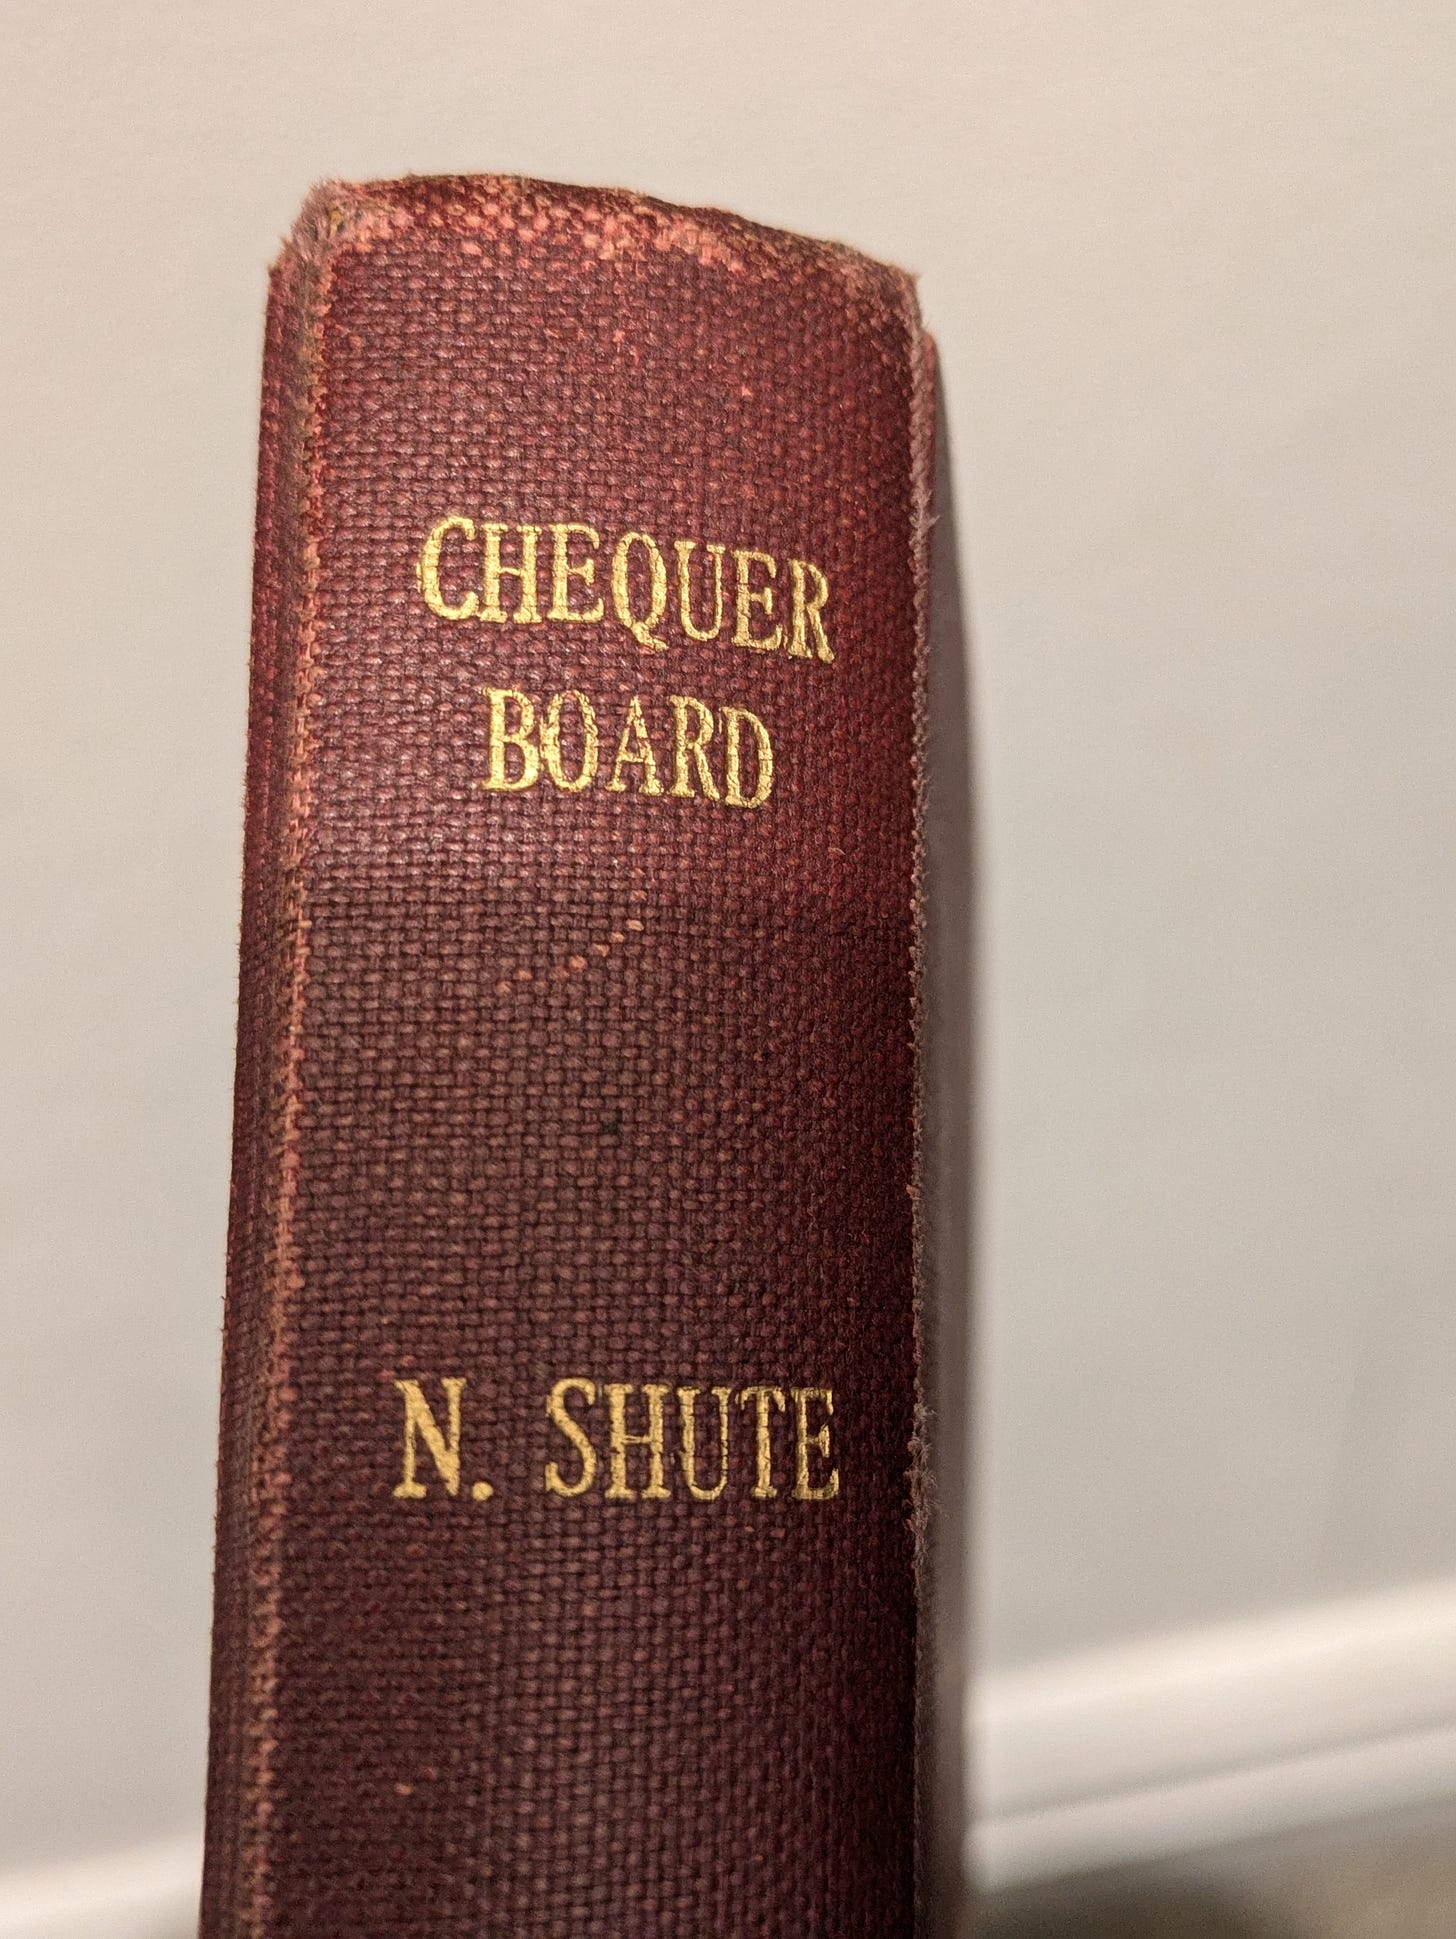 CHEQUER
BOARD
N. SHUTE